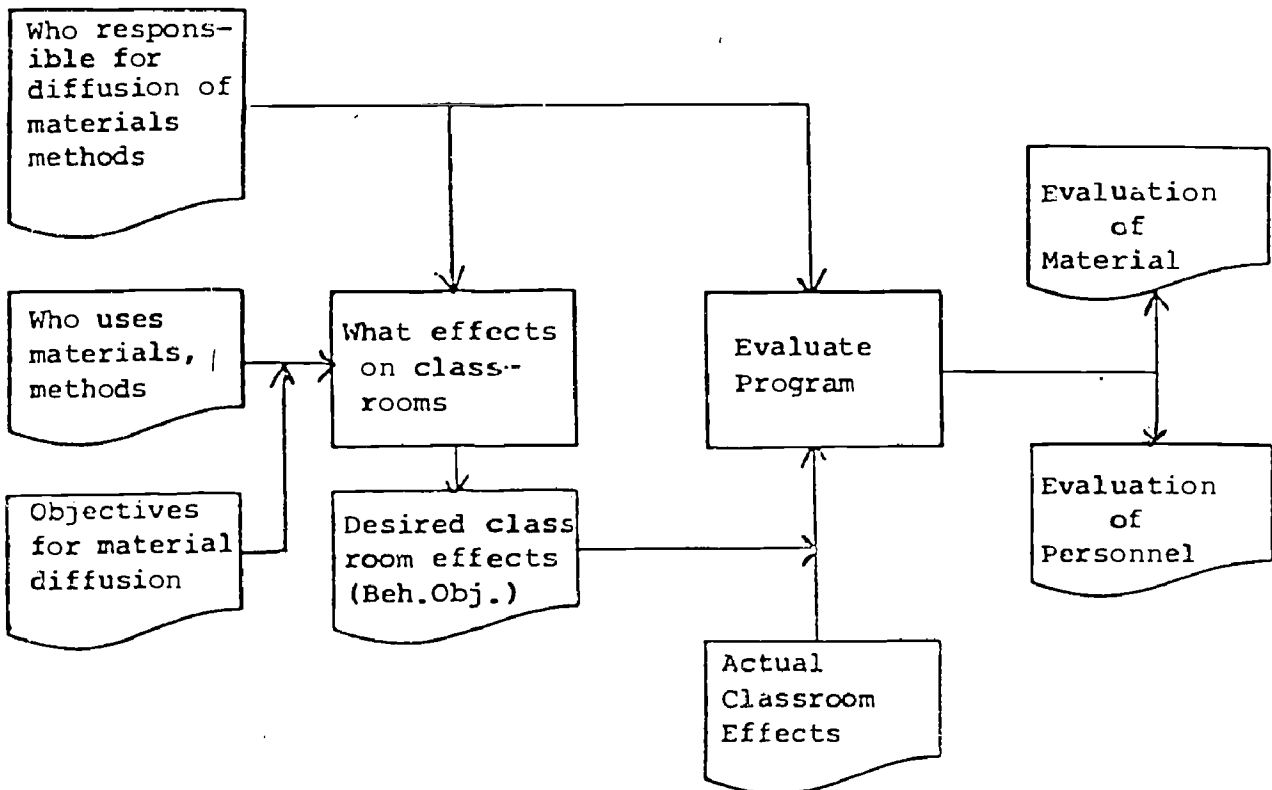 Who respons-
ible for
diffusion of
materials
methods
Who uses
materials,
methods
Objectives
for material
diffusion
What effects
on class-
rooms
Desired class
room effects
(Beh.Obj.)
Evaluate
Program
Actual
Classroom
Effects
Evaluation
of
Material
Evaluation
of
Personnel